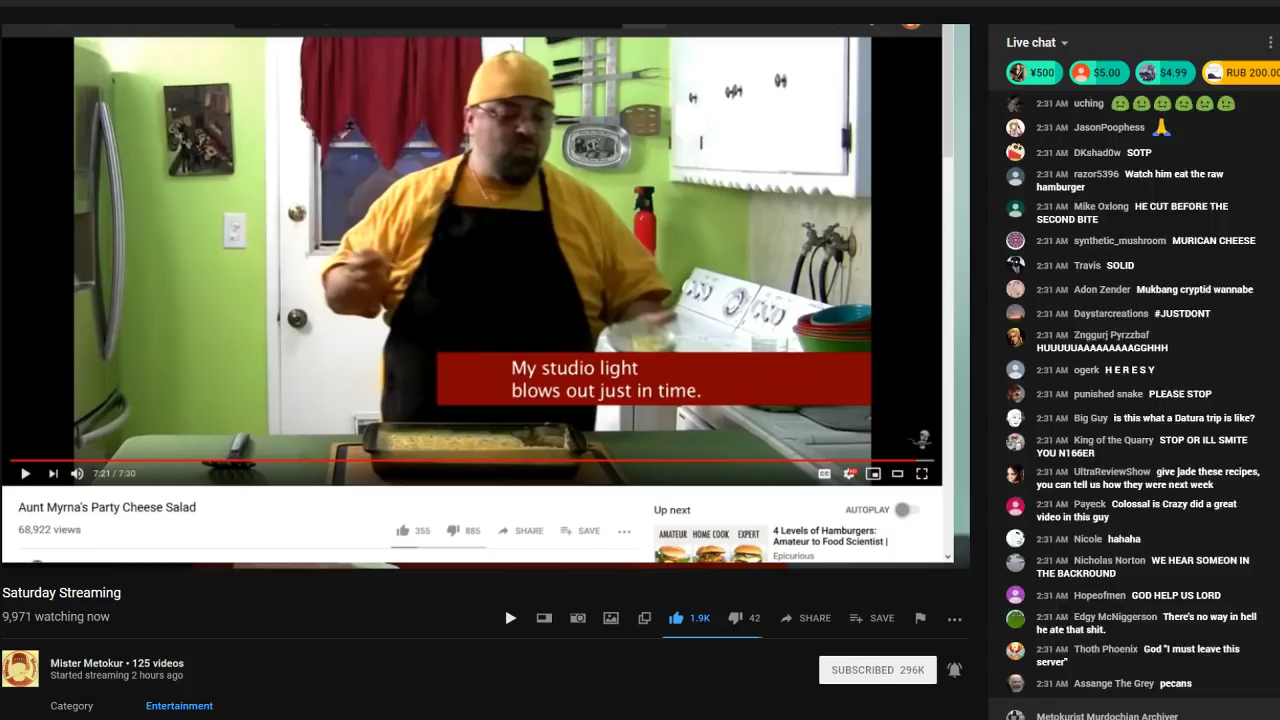 My studio light
blows out just in time.
7:21 / 7:30
Aunt Myrna's Party Cheese Salad
68,922 views
355
885
SHARE
SAVE
Up next
AUTOPLAY
AMATEUR HOME COOK EXPERT
4 Levels of Hamburgers:
Amateur to Food Scientist |
Epicurious
Saturday Streaming
9,971 watching now
1.9K
42
SHARE
SAVE
Mister Metokur • 125 videos
Started streaming 2 hours ago
SUBSCRIBED 296K
Category
Entertainment
Live chat
¥500
$5.00
$4.99
RUB 200.00
2:31 AM uching
2:31 AM JasonPoophess
2:31 AM DKshad0w SOTP
2:31 AM razor5396 Watch him eat the raw
hamburger
2:31 AM Mike Oxlong HE CUT BEFORE THE
SECOND BITE
2:31 AM synthetic_mushroom MURICAN CHEESE
2:31 AM Travis SOLID
2:31 AM Adon Zender Mukbang cryptid wannabe
2:31 AM Daystarcreations #JUSTDONT
2:31 AM Znggurj Pyrzzbaf
HUUUUUAAAAAAAAAGGHHH
2:31 AM ogerk H E R E S Y
2:31 AM punished snake PLEASE STOP
2:31 AM Big Guy is this what a Datura trip is like?
2:31 AM King of the Quarry STOP OR ILL SMITE
YOU N166ER
2:31 AM UltraReviewShow give Jade these recipes,
you can tell us how they were next week
2:31 AM Payeck Colossal is Crazy did a great
video in this guy
2:31 AM Nicole hahaha
2:31 AM Nicholas Norton WE HEAR SOMEON IN
THE BACKROUND
2:31 AM Hopeofmen GOD HELP US LORD
2:31 AM Edgy McNiggerson There's no way in hell
he ate that shit.
2:31 AM Thoth Phoenix God "I must leave this
server"
2:31 AM Assange The Grey pecans
Metokurist Murdochian Archiver